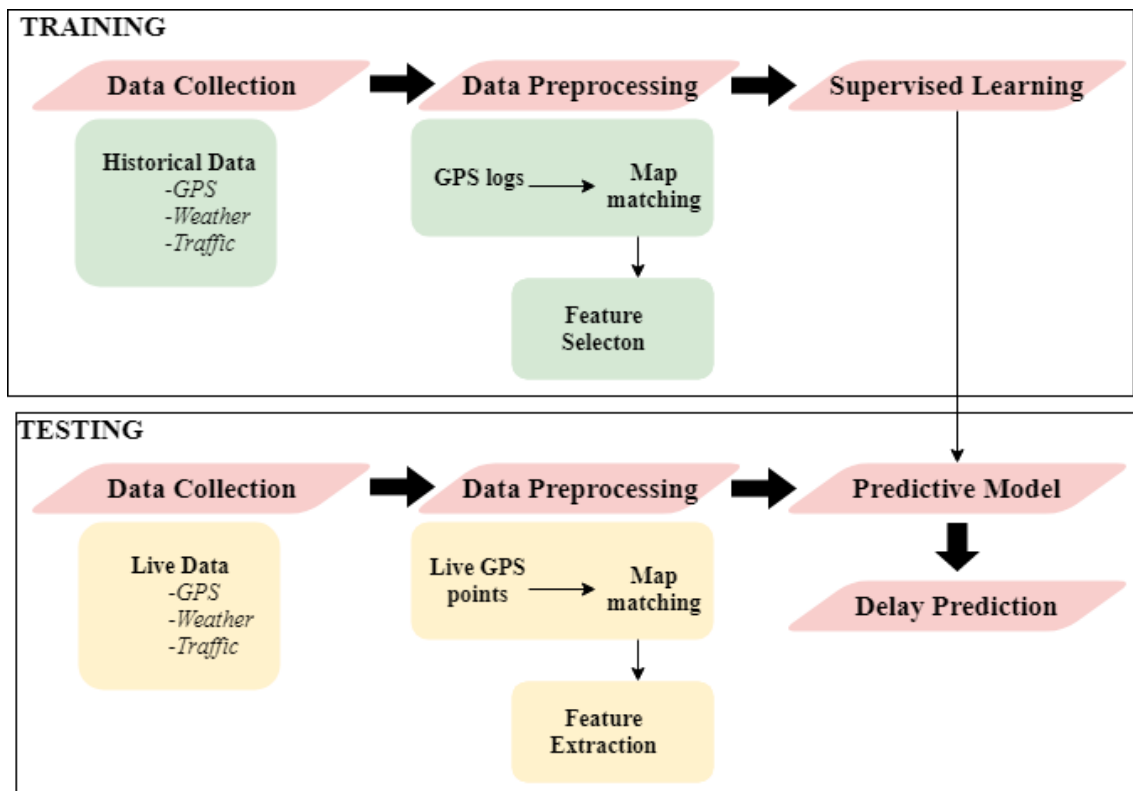 TRAINING
Data Collection
Data Preprocessing
Supervised Learning
Historical Data
-GPS
-Weather
-Traffic
GPS logs
Map
matching
Feature
Selecton
TESTING
Data Collection
Data Preprocessing
Predictive Model
Live Data
-GPS
-Weather
-Traffic
Live GPS
points
Map
matching
Delay Prediction
Feature
Extraction